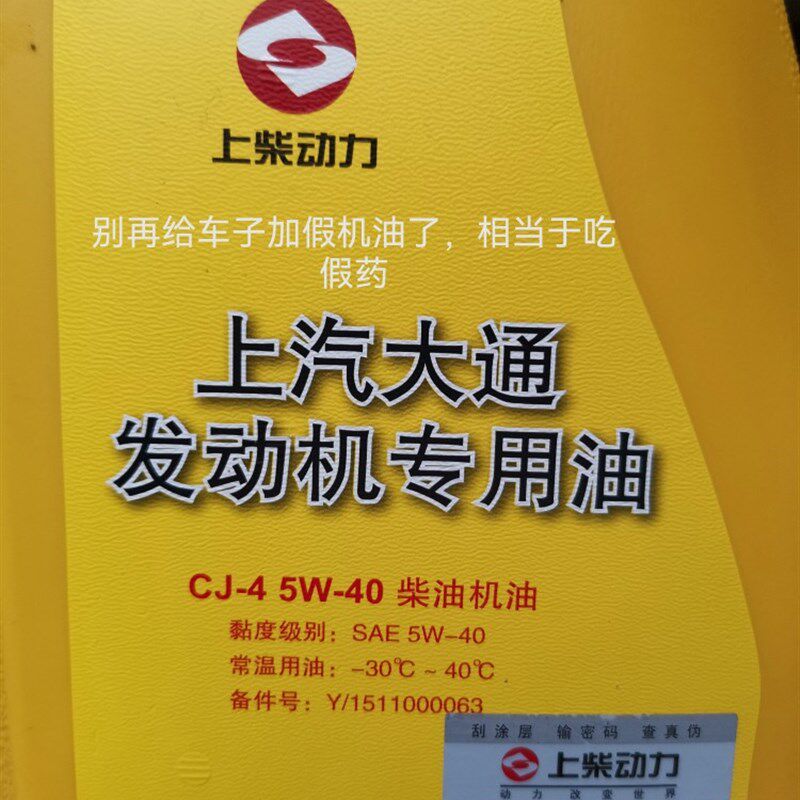 上柴动力
别再给车子加假机油了，相当于吃
假药
上汽大通
发动机专用油
CJ-4 5W-40 柴油机油
黏度级别：SAE 5W-40
常温用油：-30℃ ~ 40℃
备件号：Y/1511000063
刮涂层 输密码 查真伪
上柴动力
动力改变世界